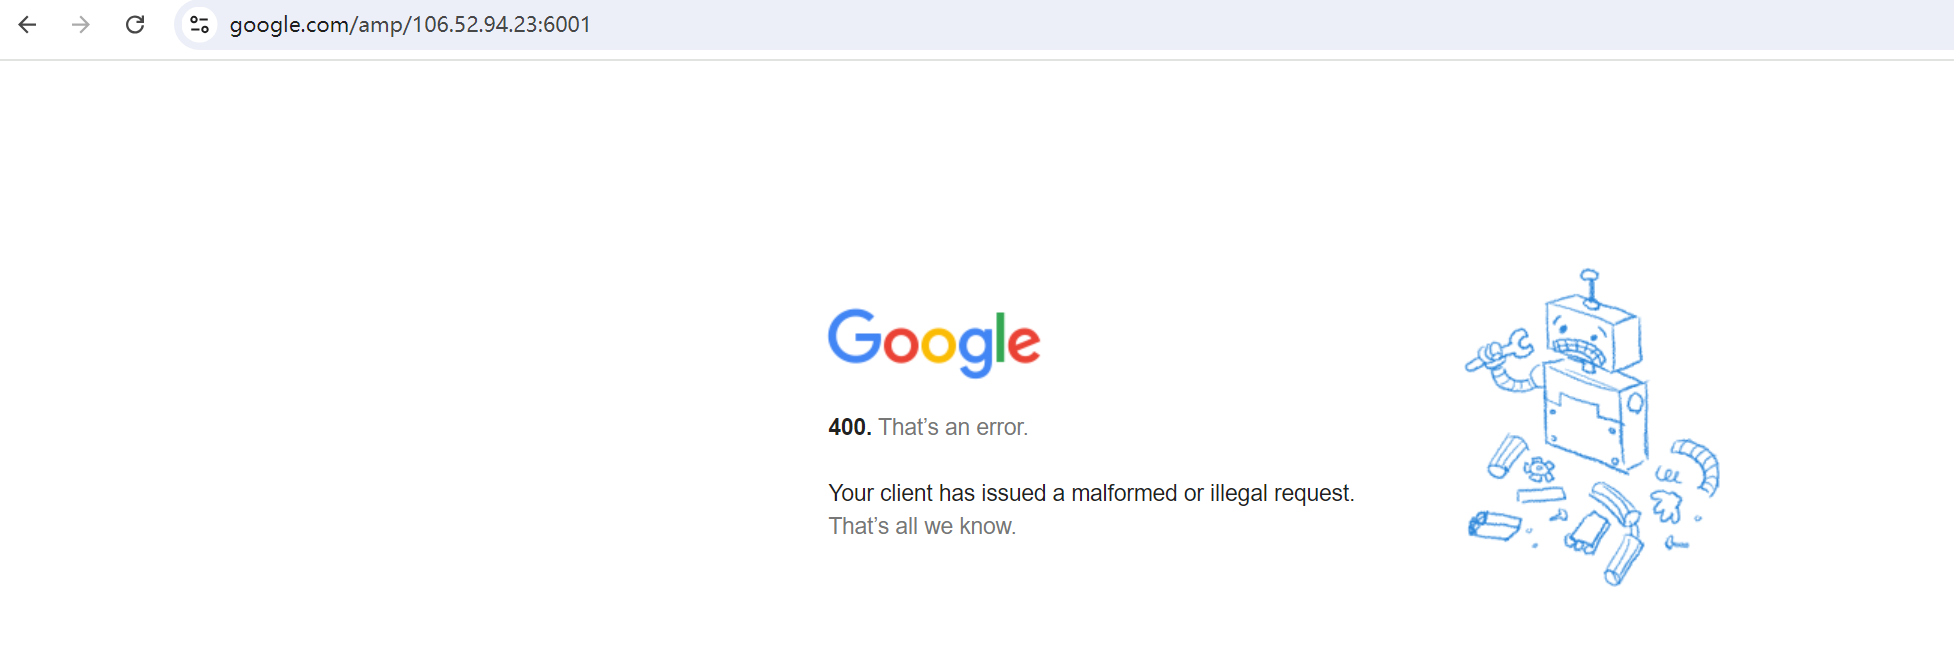 google.com/amp/106.52.94.23:6001
Google
400. That’s an error.
Your client has issued a malformed or illegal request.
That’s all we know.